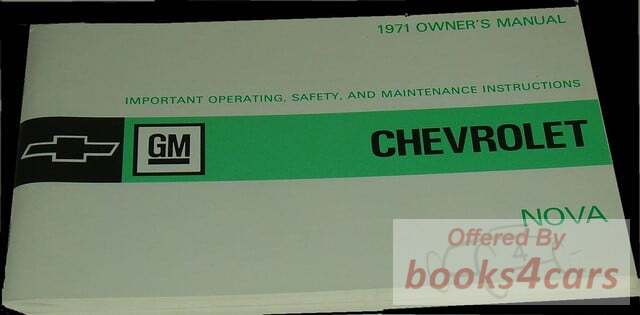 1971 OWNER'S MANUAL
IMPORTANT OPERATING, SAFETY, AND MAINTENANCE INSTRUCTIONS
GM
CHEVROLET
NOVA
Offered By
books4cars